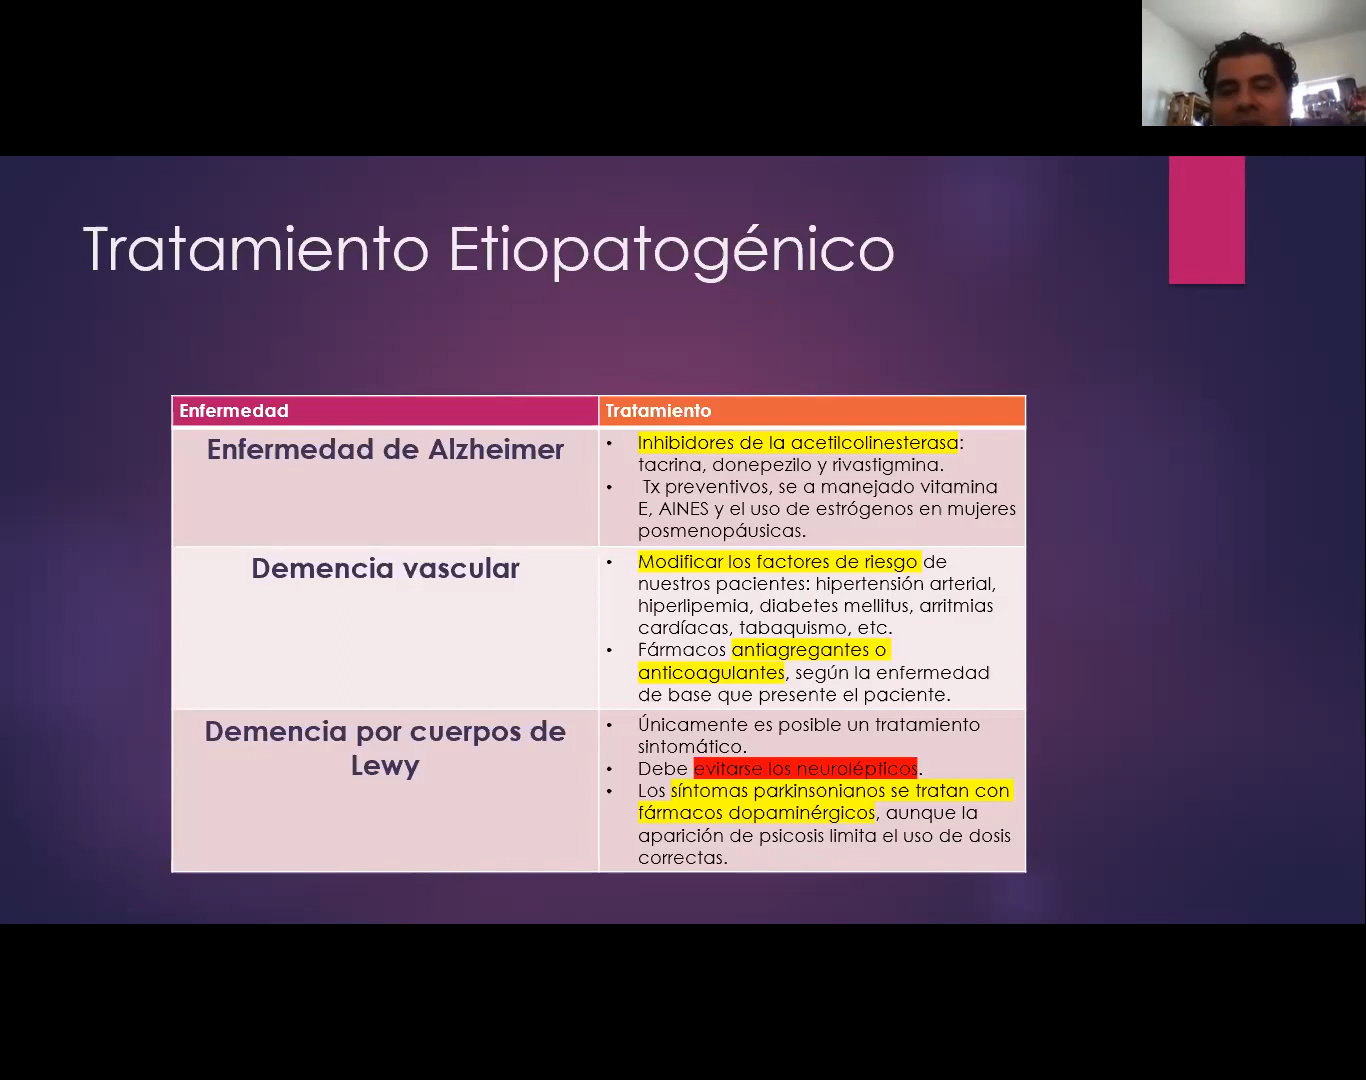 Tratamiento Etiopatogénico
Enfermedad
Tratamiento
Enfermedad de Alzheimer
• Inhibidores de la acetilcolinesterasa:
tacrina, donepezilo y rivastigmina.
• Tx preventivos, se a manejado vitamina
E, AINES y el uso de estrógenos en mujeres
posmenopáusicas.
Demencia vascular
• Modificar los factores de riesgo de
nuestros pacientes: hipertensión arterial,
hiperlipemia, diabetes mellitus, arritmias
cardíacas, tabaquismo, etc.
• Fármacos antiagregantes o
anticoagulantes, según la enfermedad
de base que presente el paciente.
Demencia por cuerpos de
Lewy
• Únicamente es posible un tratamiento
sintomático.
• Debe evitarse los neurolépticos.
• Los síntomas parkinsonianos se tratan con
fármacos dopaminérgicos, aunque la
aparición de psicosis limita el uso de dosis
correctas.